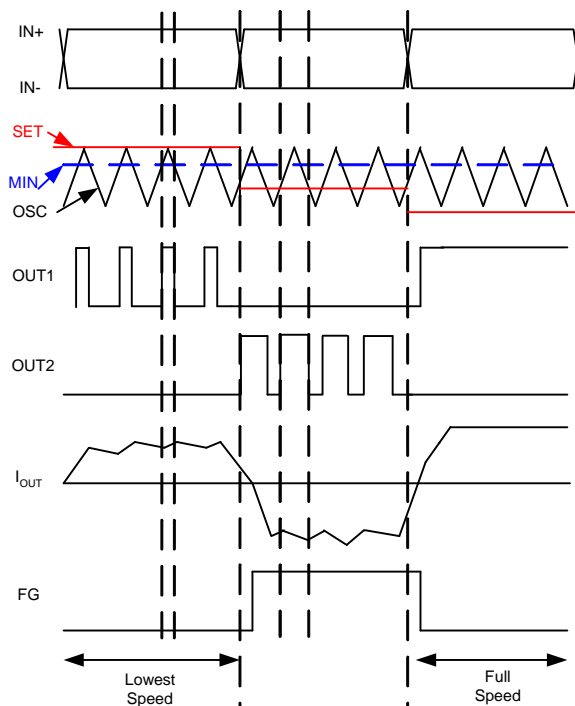 IN+
IN-
SET
MIN
OSC
OUT1
OUT2
IOUT
FG
Lowest
Speed
Full
Speed